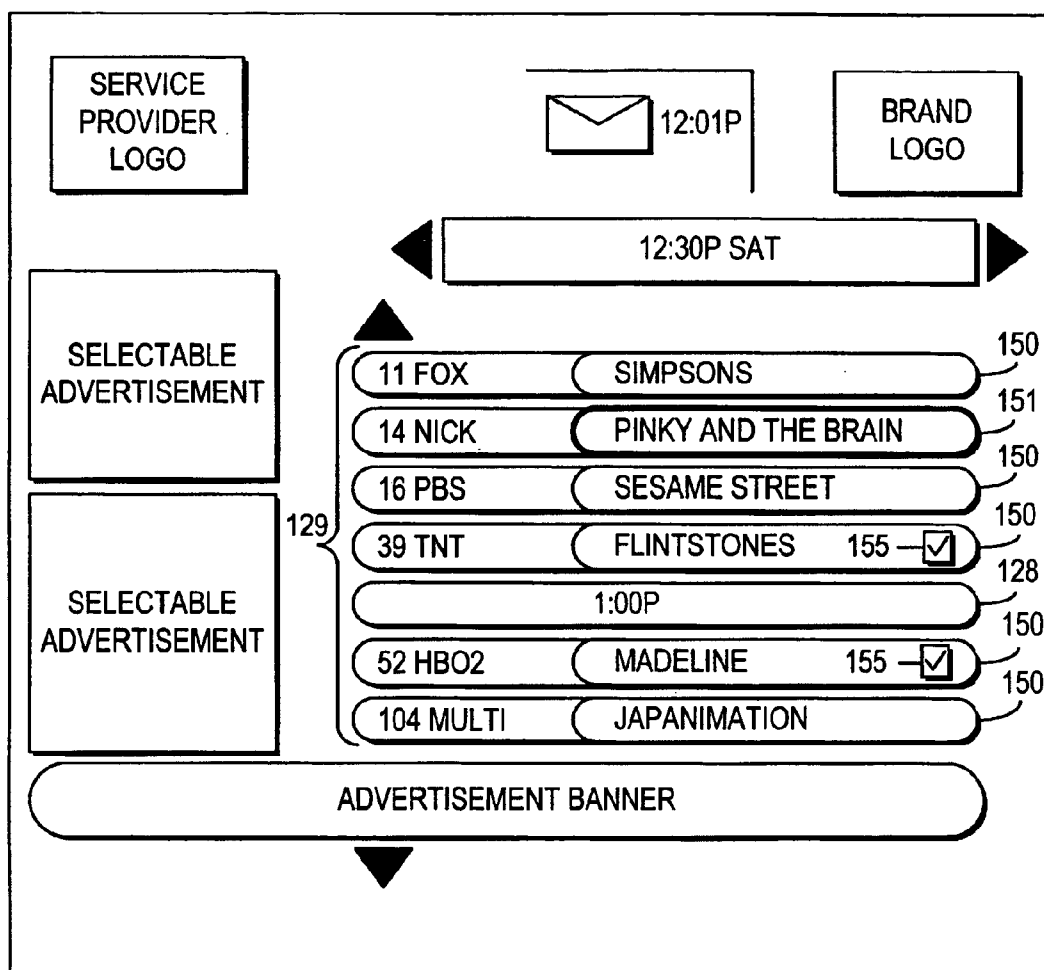 SERVICE
PROVIDER
LOGO
12:01P
BRAND
LOGO
12:30P SAT
SELECTABLE
ADVERTISEMENT
SELECTABLE
ADVERTISEMENT
129
11 FOX SIMPSONS 150
14 NICK PINKY AND THE BRAIN 151
16 PBS SESAME STREET 150
39 TNT FLINTSTONES 155 150
1:00P 128
52 HBO2 MADELINE 155 150
104 MULTI JAPANIMATION 150
ADVERTISEMENT BANNER